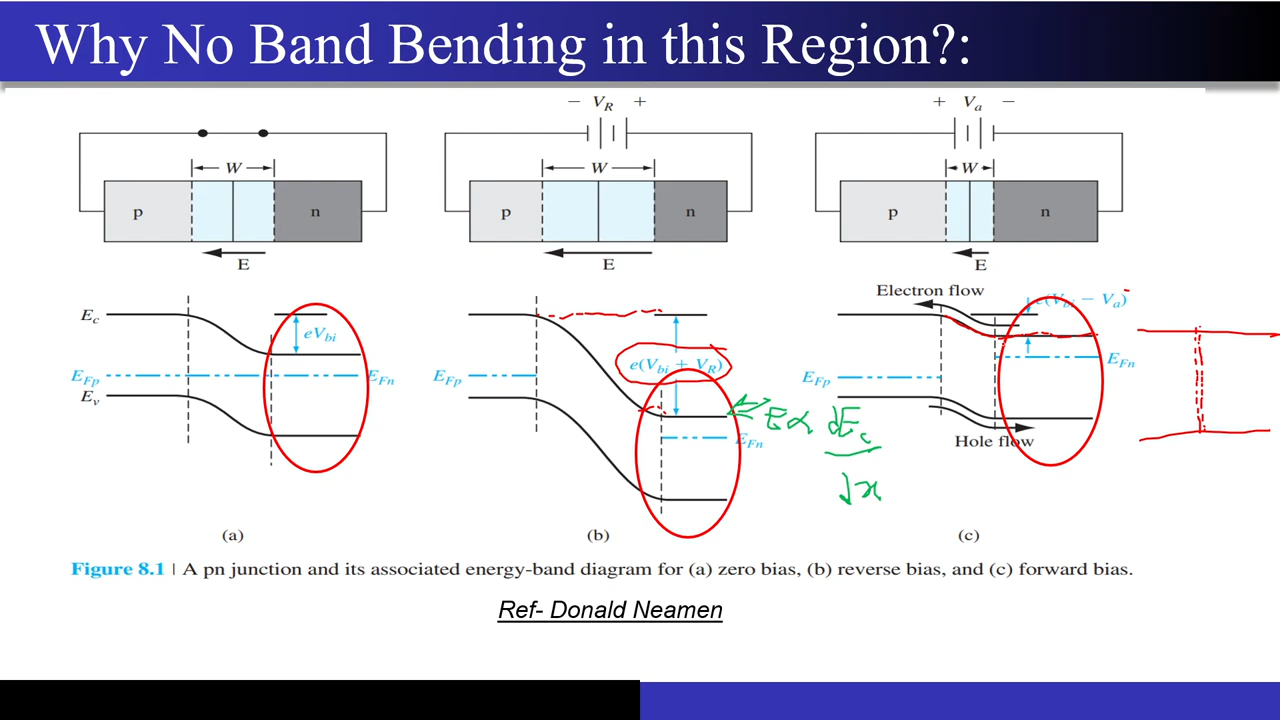 Why No Band Bending in this Region?:
− V_R +
+ V_a −
W
W
W
p
n
p
n
p
n
E
E
E
Electron flow
e(V_bi − V_a)
E_c
eV_bi
e(V_bi + V_R)
E_Fp
E_Fn
E_Fp
E_Fn
E_Fp
E_Fn
E_v
E ∝ dE_c
dx
Hole flow
(a)
(b)
(c)
Figure 8.1 | A pn junction and its associated energy-band diagram for (a) zero bias, (b) reverse bias, and (c) forward bias.
Ref- Donald Neamen